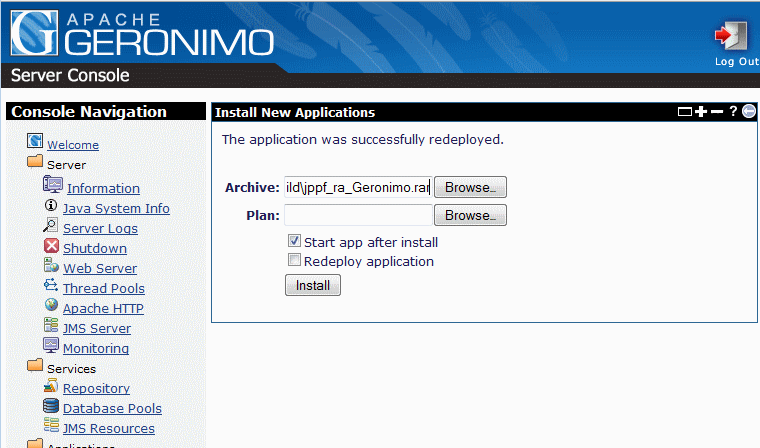 APACHE
GERONIMO
Server Console
Log Out
Console Navigation
Welcome
Server
Information
Java System Info
Server Logs
Shutdown
Web Server
Thread Pools
Apache HTTP
JMS Server
Monitoring
Services
Repository
Database Pools
JMS Resources
Applications
Install New Applications
The application was successfully redeployed.
Archive: ild\jppf_ra_Geronimo.rar Browse...
Plan: Browse...
Start app after install
Redeploy application
Install